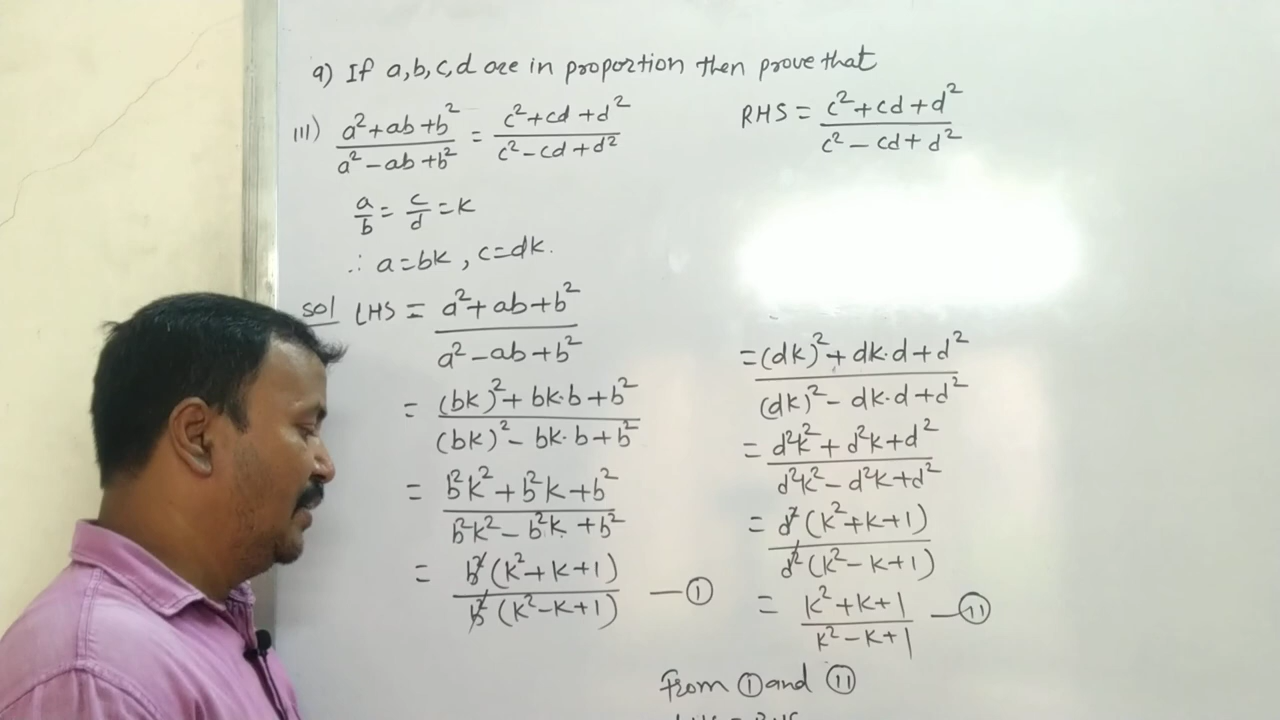 a) If a,b,c,d are in proportion then prove that
III) (a²+ab+b²)/(a²-ab+b²) = (c²+cd+d²)/(c²-cd+d²)
a/b = c/d = k
∴ a=bk, c=dk.
sol LHS = (a²+ab+b²)/(a²-ab+b²)
= ((bk)²+bk·b+b²)/((bk)²-bk·b+b²)
= (b²k²+b²k+b²)/(b²k²-b²k+b²)
= b²(k²+k+1)/b²(k²-k+1) — ①
RHS = (c²+cd+d²)/(c²-cd+d²)
= ((dk)²+dk·d+d²)/((dk)²-dk·d+d²)
= (d²k²+d²k+d²)/(d²k²-d²k+d²)
= d²(k²+k+1)/d²(k²-k+1)
= (k²+k+1)/(k²-k+1) — ⑪
From ① and ⑪